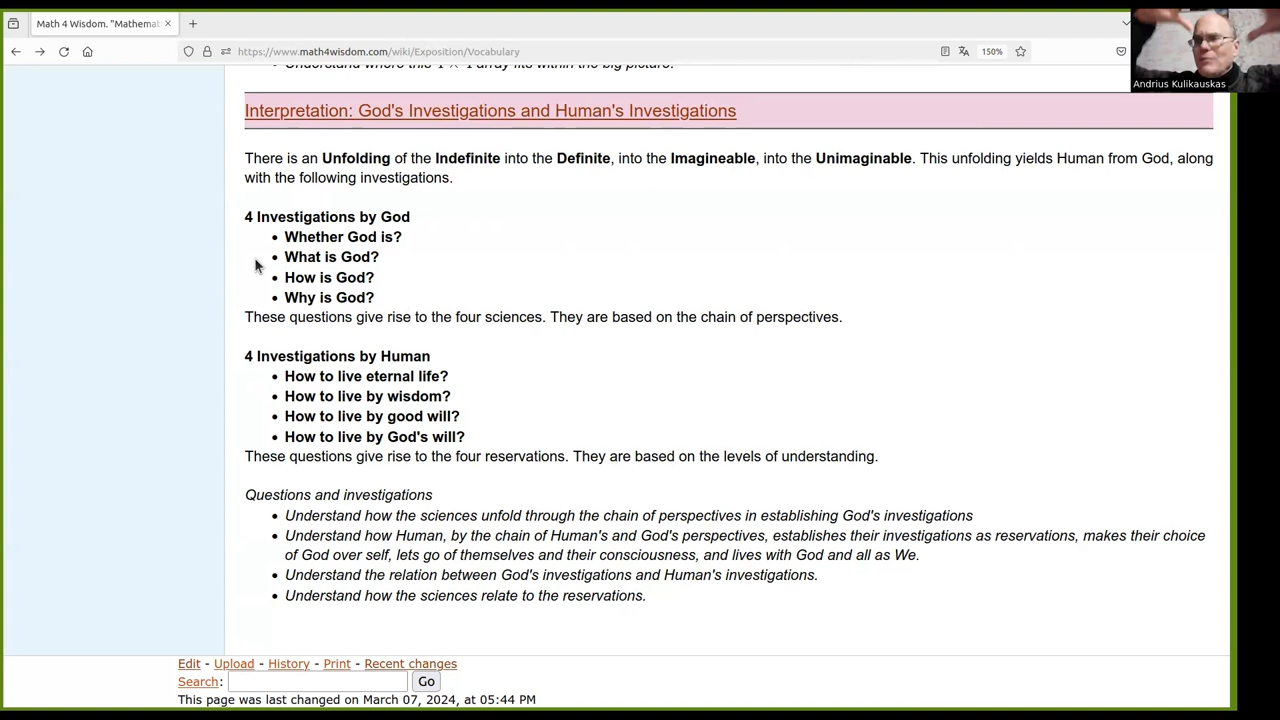 Math 4 Wisdom. "Mathemat
https://www.math4wisdom.com/wiki/Exposition/Vocabulary
150%
Andrius Kulikauskas
Understand where this array fits within the big picture.
Interpretation: God's Investigations and Human's Investigations
There is an Unfolding of the Indefinite into the Definite, into the Imagineable, into the Unimaginable. This unfolding yields Human from God, along
with the following investigations.
4 Investigations by God
• Whether God is?
• What is God?
• How is God?
• Why is God?
These questions give rise to the four sciences. They are based on the chain of perspectives.
4 Investigations by Human
• How to live eternal life?
• How to live by wisdom?
• How to live by good will?
• How to live by God's will?
These questions give rise to the four reservations. They are based on the levels of understanding.
Questions and investigations
• Understand how the sciences unfold through the chain of perspectives in establishing God's investigations
• Understand how Human, by the chain of Human's and God's perspectives, establishes their investigations as reservations, makes their choice
of God over self, lets go of themselves and their consciousness, and lives with God and all as We.
• Understand the relation between God's investigations and Human's investigations.
• Understand how the sciences relate to the reservations.
Edit - Upload - History - Print - Recent changes
Search: Go
This page was last changed on March 07, 2024, at 05:44 PM